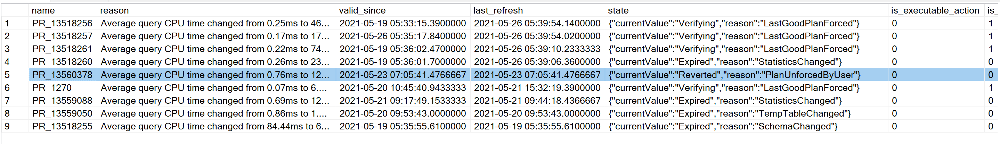 name reason valid_since last_refresh state is_executable_action is_
1 PR_13518256 Average query CPU time changed from 0.25ms to 46... 2021-05-19 05:33:15.3900000 2021-05-26 05:39:54.1400000 {"currentValue":"Verifying","reason":"LastGoodPlanForced"} 0 1
2 PR_13518257 Average query CPU time changed from 0.17ms to 17... 2021-05-26 05:35:17.8400000 2021-05-26 05:39:54.0200000 {"currentValue":"Verifying","reason":"LastGoodPlanForced"} 0 1
3 PR_13518261 Average query CPU time changed from 0.22ms to 74... 2021-05-19 05:36:02.4700000 2021-05-26 05:39:10.2333333 {"currentValue":"Verifying","reason":"LastGoodPlanForced"} 0 1
4 PR_13518260 Average query CPU time changed from 0.26ms to 23... 2021-05-19 05:36:01.7000000 2021-05-26 05:39:06.3600000 {"currentValue":"Expired","reason":"StatisticsChanged"} 0 0
5 PR_13560378 Average query CPU time changed from 0.76ms to 12... 2021-05-23 07:05:41.4766667 2021-05-23 07:05:41.4766667 {"currentValue":"Reverted","reason":"PlanUnforcedByUser"} 0 0
6 PR_1270 Average query CPU time changed from 0.07ms to 6.... 2021-05-20 10:45:40.9433333 2021-05-21 15:32:19.3900000 {"currentValue":"Verifying","reason":"LastGoodPlanForced"} 0 1
7 PR_13559088 Average query CPU time changed from 0.69ms to 12... 2021-05-21 09:17:49.1533333 2021-05-21 09:44:18.4366667 {"currentValue":"Expired","reason":"StatisticsChanged"} 0 0
8 PR_13559050 Average query CPU time changed from 0.86ms to 1.... 2021-05-20 09:53:43.0000000 2021-05-20 09:53:43.0000000 {"currentValue":"Expired","reason":"TempTableChanged"} 0 0
9 PR_13518255 Average query CPU time changed from 84.44ms to 6... 2021-05-19 05:35:55.6100000 2021-05-19 05:35:55.6100000 {"currentValue":"Expired","reason":"SchemaChanged"} 0 0